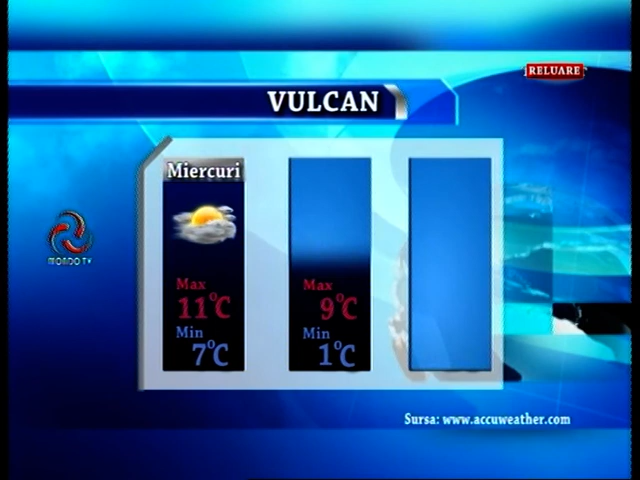 RELUARE
VULCAN
Miercuri
Max
11°C
Min
7°C
Max
9°C
Min
1°C
MONDO TV
Sursa: www.accuweather.com